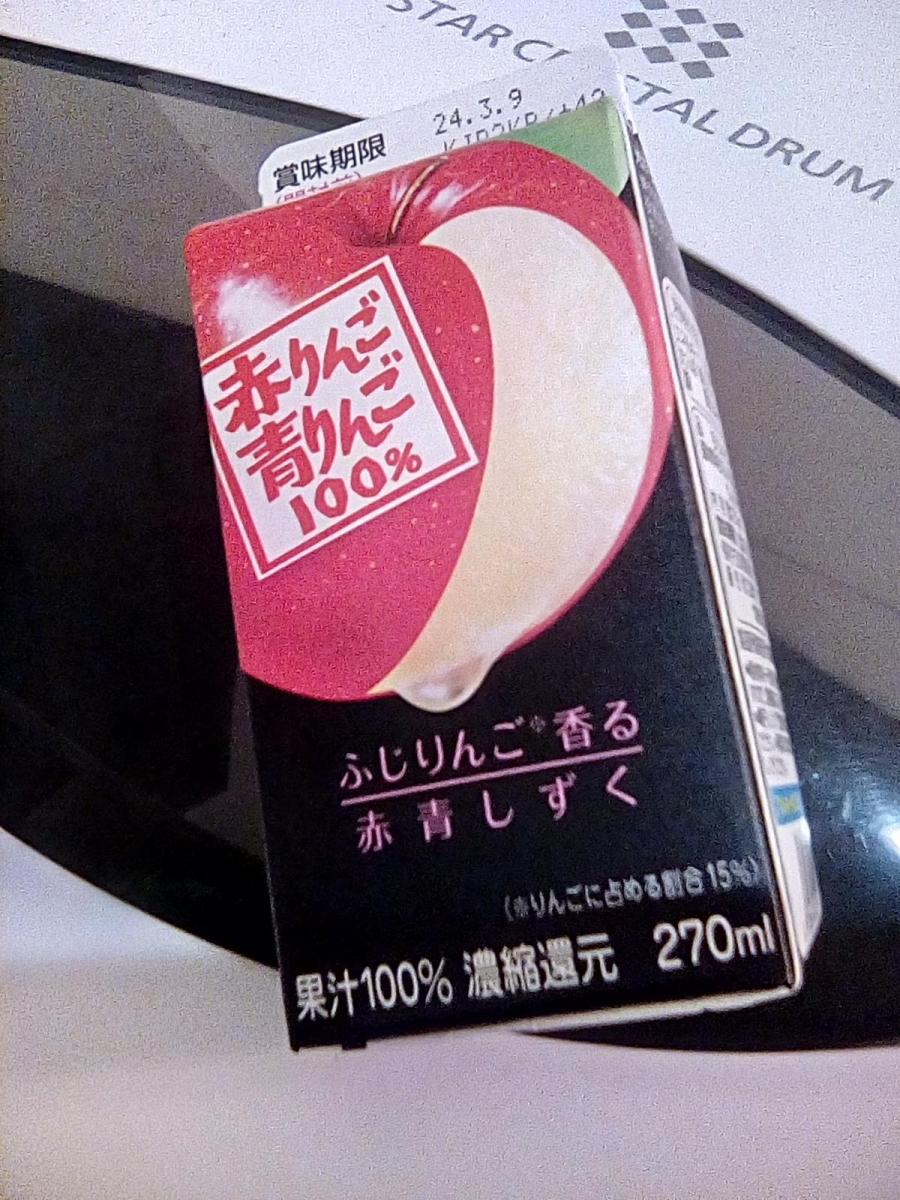 STAR CRYSTAL DRUM
賞味期限
24.3.9
赤りんご
青りんご
100%
ふじりんご※香る
赤青しずく
(※りんごに占める割合15%)
果汁100% 濃縮還元 270ml